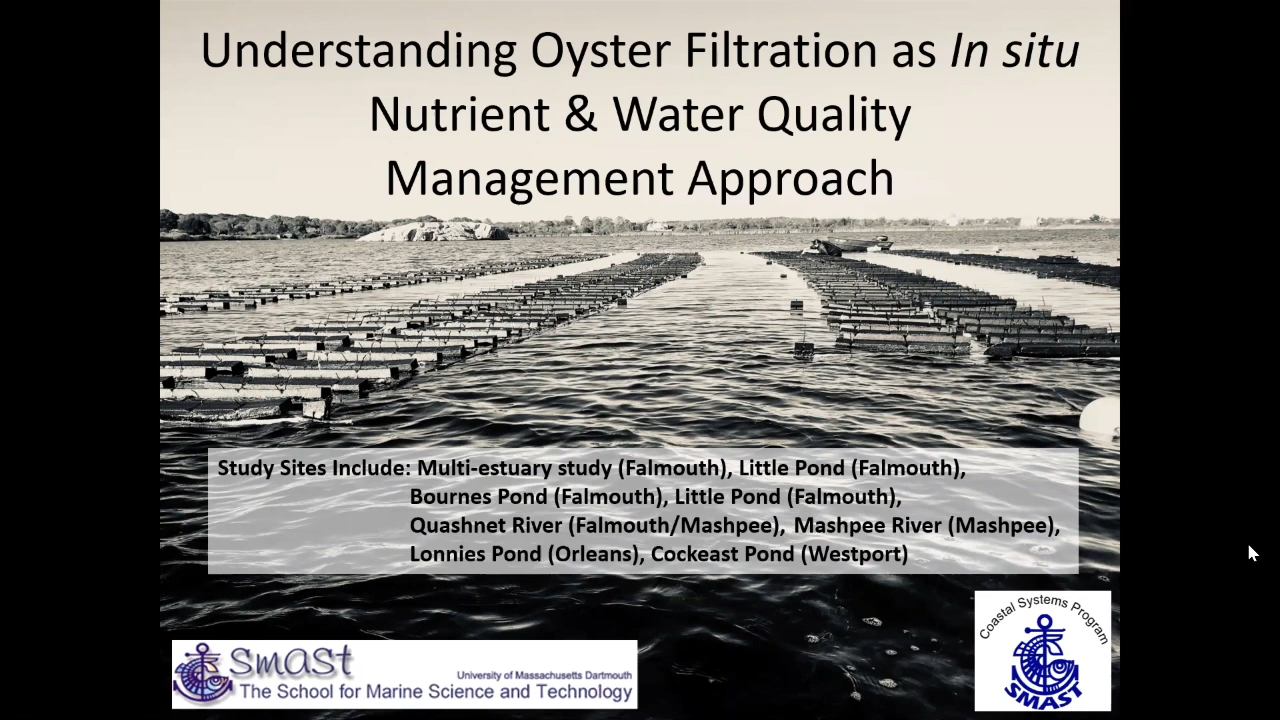 Understanding Oyster Filtration as In situ
Nutrient & Water Quality
Management Approach
Study Sites Include: Multi-estuary study (Falmouth), Little Pond (Falmouth),
Bournes Pond (Falmouth), Little Pond (Falmouth),
Quashnet River (Falmouth/Mashpee), Mashpee River (Mashpee),
Lonnies Pond (Orleans), Cockeast Pond (Westport)
Coastal Systems Program
SMAST
smast
University of Massachusetts Dartmouth
The School for Marine Science and Technology